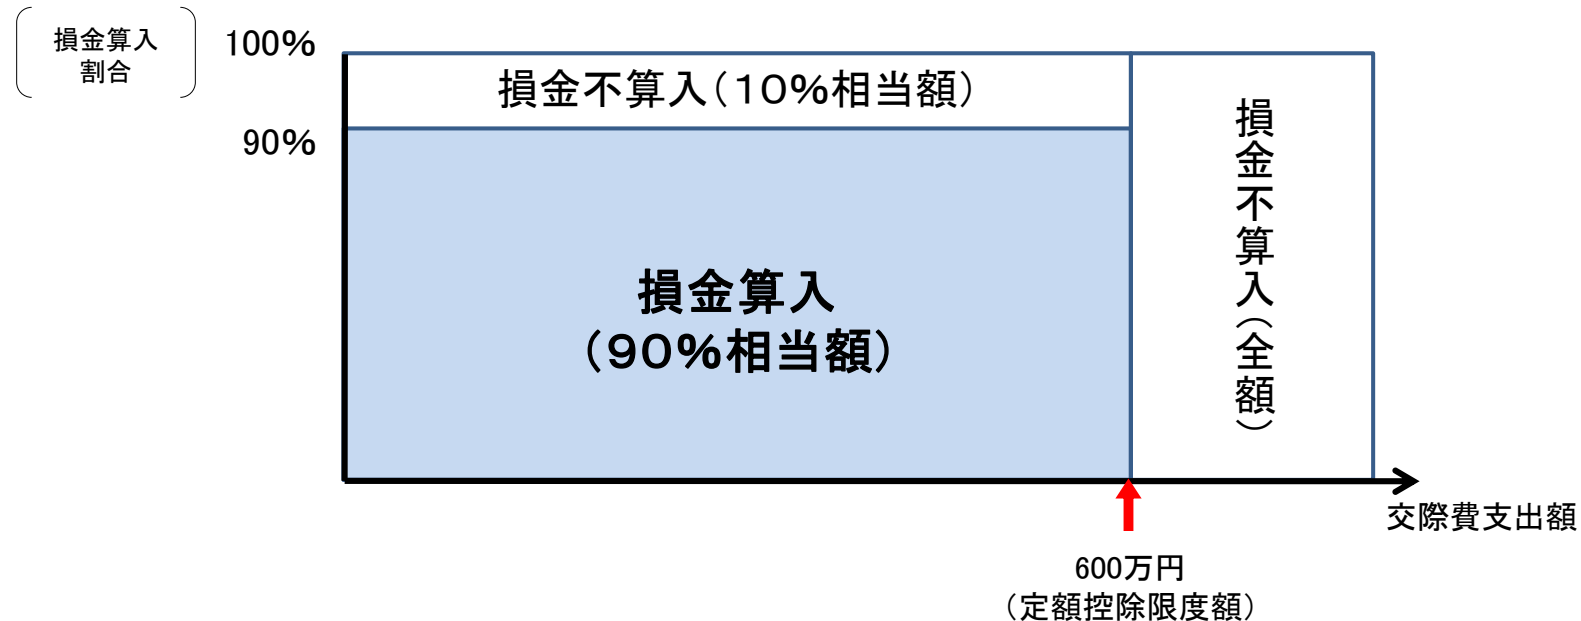 損金算入
割合
100%
損金不算入(10%相当額)
90%
損金算入
(90%相当額)
損金不算入(全額)
交際費支出額
600万円
(定額控除限度額)